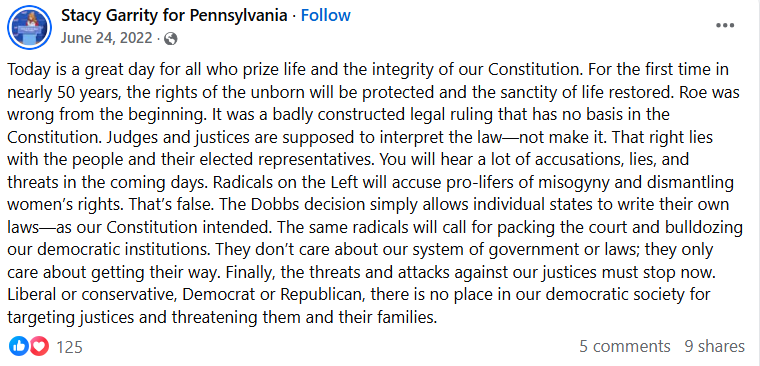 Stacy Garrity for Pennsylvania · Follow
June 24, 2022 ·
Today is a great day for all who prize life and the integrity of our Constitution. For the first time in
nearly 50 years, the rights of the unborn will be protected and the sanctity of life restored. Roe was
wrong from the beginning. It was a badly constructed legal ruling that has no basis in the
Constitution. Judges and justices are supposed to interpret the law—not make it. That right lies
with the people and their elected representatives. You will hear a lot of accusations, lies, and
threats in the coming days. Radicals on the Left will accuse pro-lifers of misogyny and dismantling
women’s rights. That’s false. The Dobbs decision simply allows individual states to write their own
laws—as our Constitution intended. The same radicals will call for packing the court and bulldozing
our democratic institutions. They don’t care about our system of government or laws; they only
care about getting their way. Finally, the threats and attacks against our justices must stop now.
Liberal or conservative, Democrat or Republican, there is no place in our democratic society for
targeting justices and threatening them and their families.
125 5 comments 9 shares